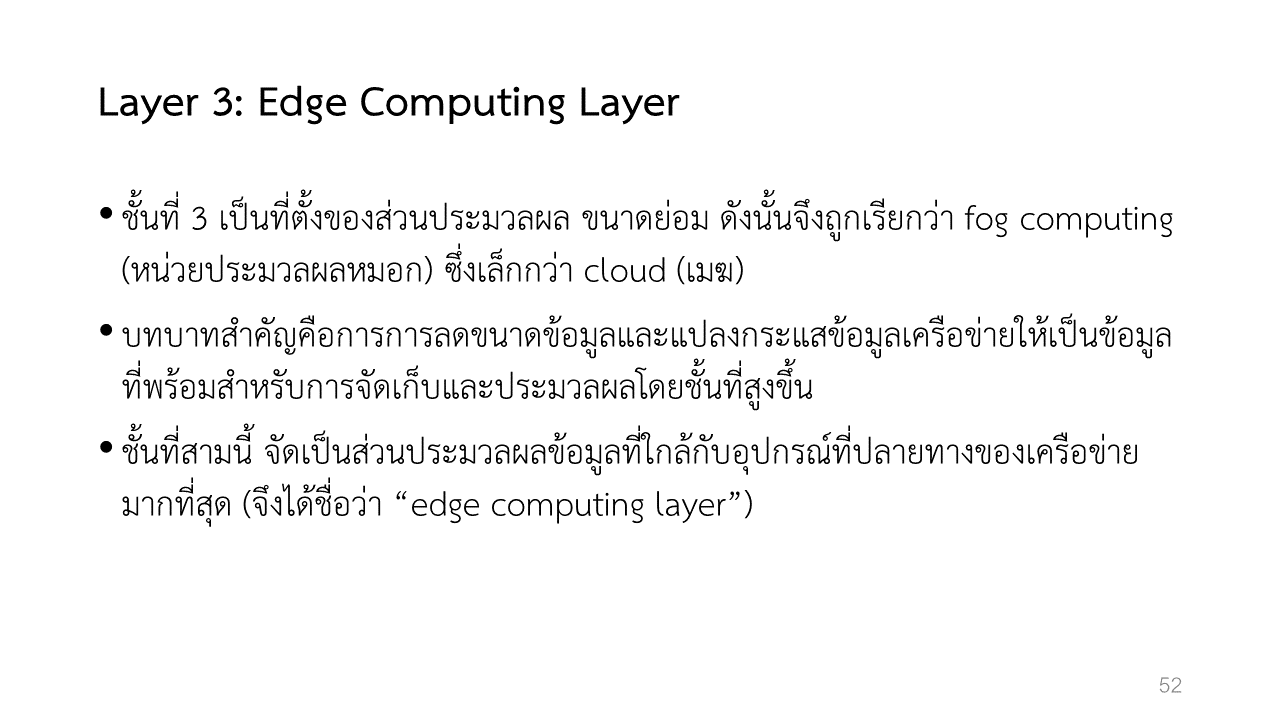 Layer 3: Edge Computing Layer
• ชั้นที่ 3 เป็นที่ตั้งของส่วนประมวลผล ขนาดย่อม ดังนั้นจึงถูกเรียกว่า fog computing
(หน่วยประมวลผลหมอก) ซึ่งเล็กกว่า cloud (เมฆ)
• บทบาทสำคัญคือการการลดขนาดข้อมูลและแปลงกระแสข้อมูลเครือข่ายให้เป็นข้อมูล
ที่พร้อมสำหรับการจัดเก็บและประมวลผลโดยชั้นที่สูงขึ้น
• ชั้นที่สามนี้ จัดเป็นส่วนประมวลผลข้อมูลที่ใกล้กับอุปกรณ์ที่ปลายทางของเครือข่าย
มากที่สุด (จึงได้ชื่อว่า “edge computing layer”)
52